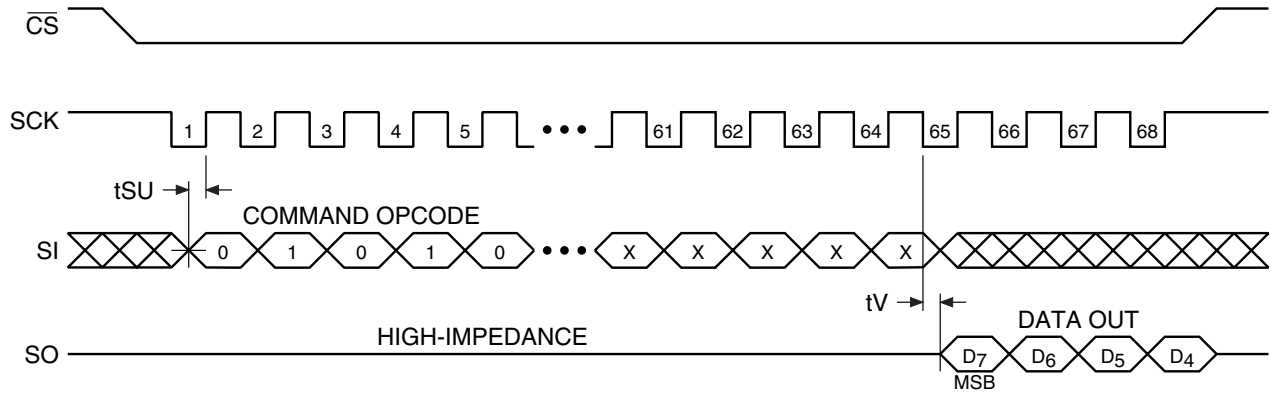 CS
SCK 1 2 3 4 5 ••• 61 62 63 64 65 66 67 68
tSU
COMMAND OPCODE
SI 0 1 0 1 0 ••• X X X X X
tV
HIGH-IMPEDANCE DATA OUT
SO D7 D6 D5 D4
MSB